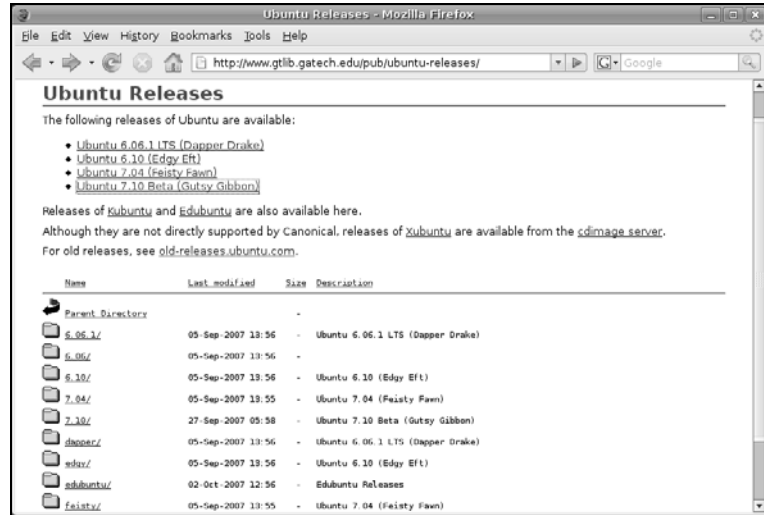 Ubuntu Releases - Mozilla Firefox
File Edit View History Bookmarks Tools Help
http://www.gtlib.gatech.edu/pub/ubuntu-releases/ G Google
Ubuntu Releases
The following releases of Ubuntu are available:
Ubuntu 6.06.1 LTS (Dapper Drake)
Ubuntu 6.10 (Edgy Eft)
Ubuntu 7.04 (Feisty Fawn)
Ubuntu 7.10 Beta (Gutsy Gibbon)
Releases of Kubuntu and Edubuntu are also available here.
Although they are not directly supported by Canonical, releases of Xubuntu are available from the cdimage server.
For old releases, see old-releases.ubuntu.com.
Name Last modified Size Description
Parent Directory -
6.06.1/ 05-Sep-2007 13:56 - Ubuntu 6.06.1 LTS (Dapper Drake)
6.06/ 05-Sep-2007 13:56 -
6.10/ 05-Sep-2007 13:56 - Ubuntu 6.10 (Edgy Eft)
7.04/ 05-Sep-2007 13:55 - Ubuntu 7.04 (Feisty Fawn)
7.10/ 27-Sep-2007 05:58 - Ubuntu 7.10 Beta (Gutsy Gibbon)
dapper/ 05-Sep-2007 13:56 - Ubuntu 6.06.1 LTS (Dapper Drake)
edgy/ 05-Sep-2007 13:56 - Ubuntu 6.10 (Edgy Eft)
edubuntu/ 02-Oct-2007 12:56 - Edubuntu Releases
feisty/ 05-Sep-2007 13:55 - Ubuntu 7.04 (Feisty Fawn)